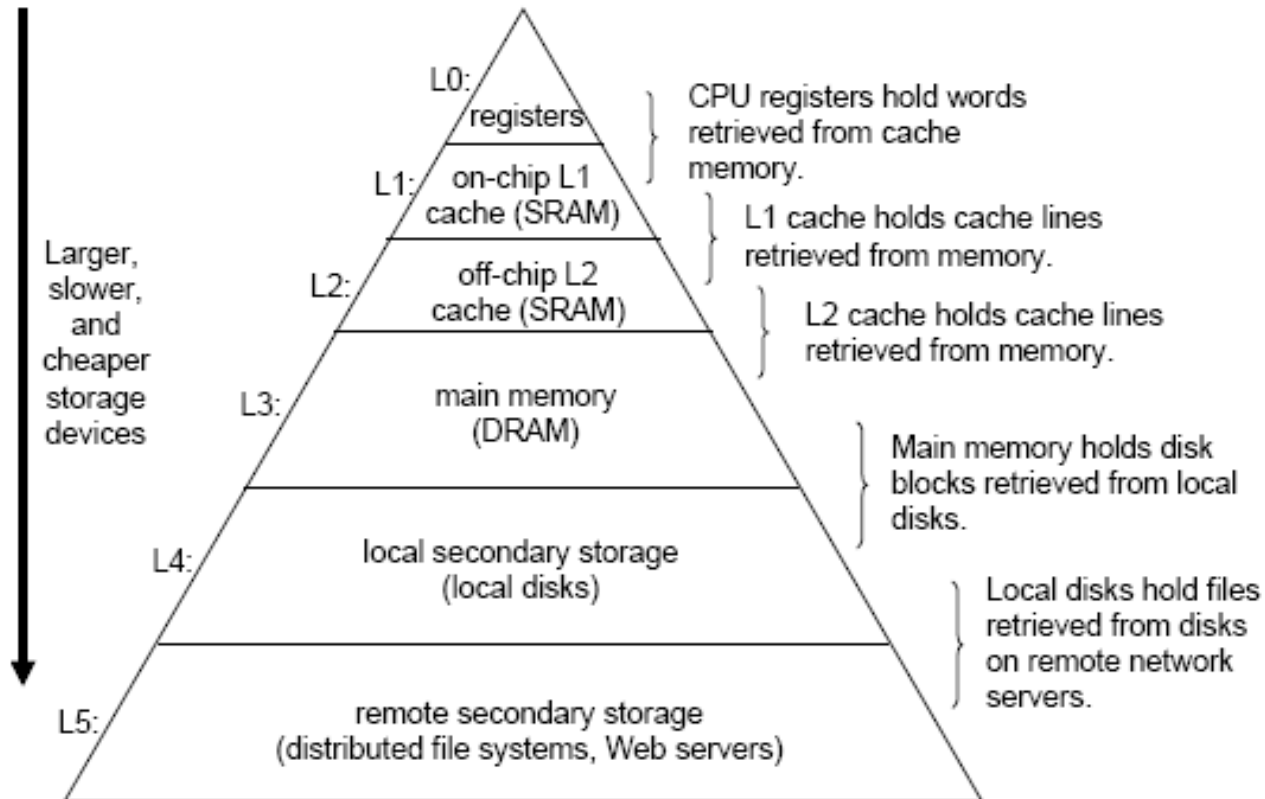 L0:
registers
CPU registers hold words
retrieved from cache
memory.
L1:
on-chip L1
cache (SRAM)
L1 cache holds cache lines
retrieved from memory.
Larger,
slower,
and
cheaper
storage
devices
L2:
off-chip L2
cache (SRAM)
L2 cache holds cache lines
retrieved from memory.
L3:
main memory
(DRAM)
Main memory holds disk
blocks retrieved from local
disks.
L4:
local secondary storage
(local disks)
Local disks hold files
retrieved from disks
on remote network
servers.
L5:
remote secondary storage
(distributed file systems, Web servers)